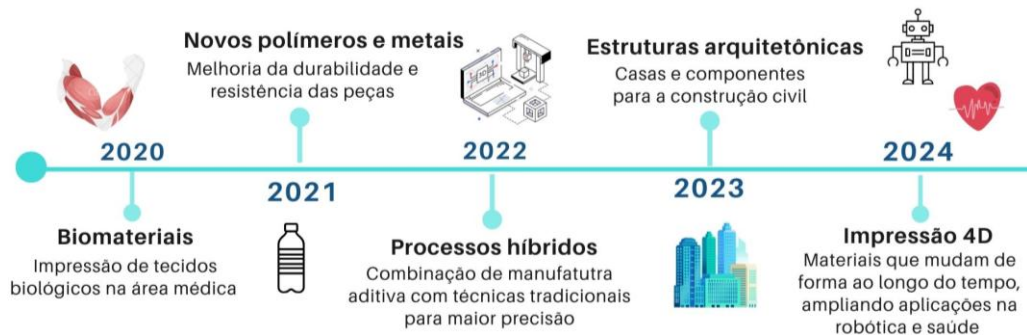 Novos polímeros e metais
Melhoria da durabilidade e
resistência das peças
Estruturas arquitetônicas
Casas e componentes
para a construção civil
2020
2021
2022
2023
2024
Biomateriais
Impressão de tecidos
biológicos na área médica
Processos híbridos
Combinação de manufatutra
aditiva com técnicas tradicionais
para maior precisão
Impressão 4D
Materiais que mudam de
forma ao longo do tempo,
ampliando aplicações na
robótica e saúde